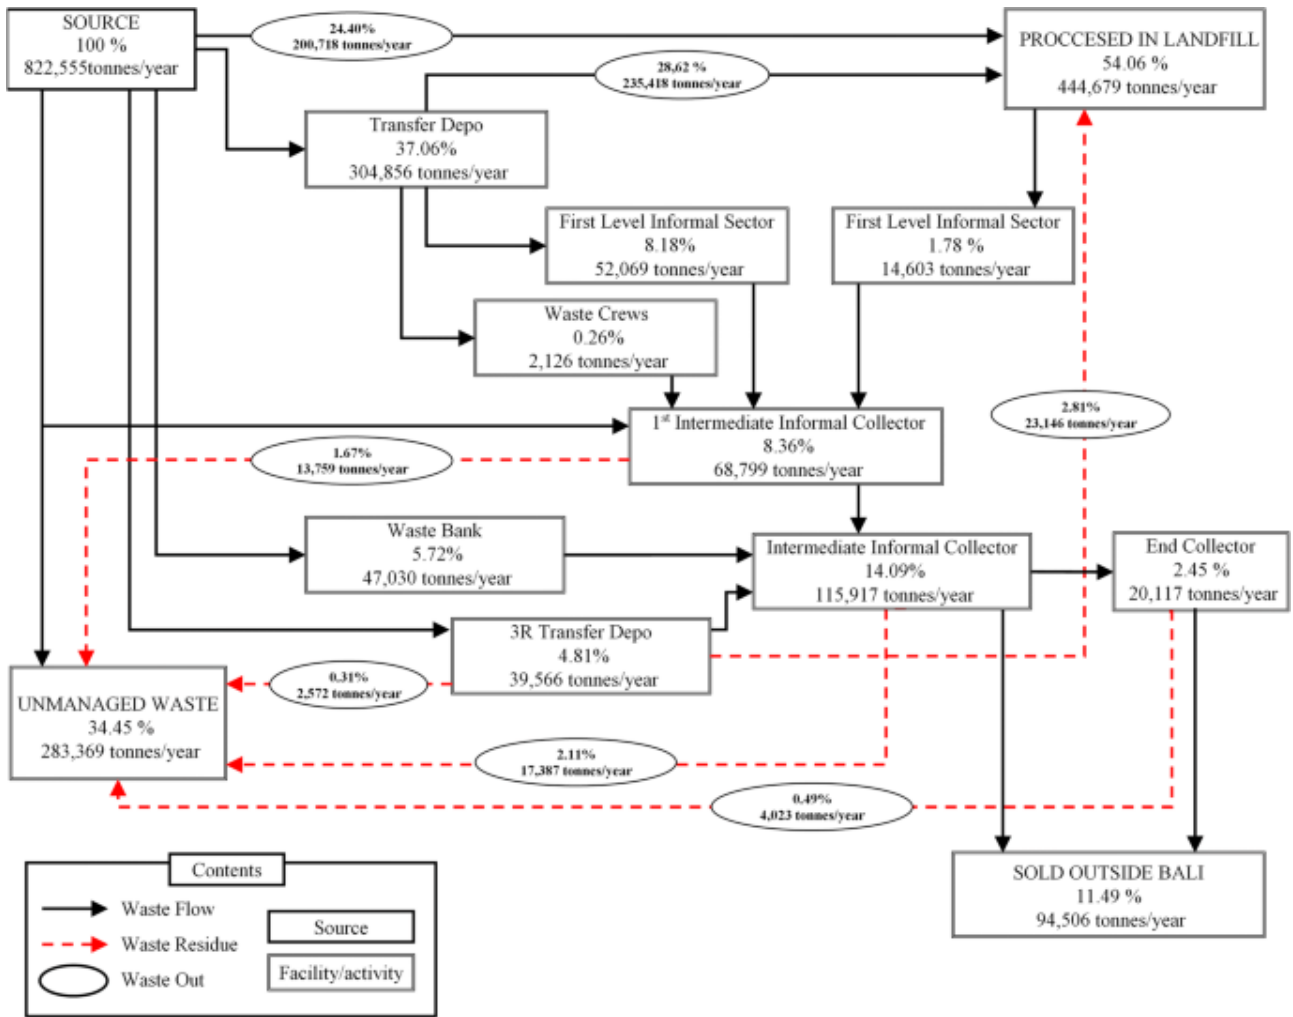 SOURCE
100 %
822,555tonnes/year
24.40%
200,718 tonnes/year
PROCCESED IN LANDFILL
54.06 %
444,679 tonnes/year
28,62 %
235,418 tonnes/year
Transfer Depo
37.06%
304,856 tonnes/year
First Level Informal Sector
8.18%
52,069 tonnes/year
First Level Informal Sector
1.78 %
14,603 tonnes/year
Waste Crews
0.26%
2,126 tonnes/year
2.81%
23,146 tonnes/year
1st Intermediate Informal Collector
8.36%
68,799 tonnes/year
1.67%
13,759 tonnes/year
Waste Bank
5.72%
47,030 tonnes/year
Intermediate Informal Collector
14.09%
115,917 tonnes/year
End Collector
2.45 %
20,117 tonnes/year
3R Transfer Depo
4.81%
39,566 tonnes/year
0.31%
2,572 tonnes/year
UNMANAGED WASTE
34.45 %
283,369 tonnes/year
2.11%
17,387 tonnes/year
0.49%
4,023 tonnes/year
SOLD OUTSIDE BALI
11.49 %
94,506 tonnes/year
Contents
Waste Flow
Waste Residue
Waste Out
Source
Facility/activity